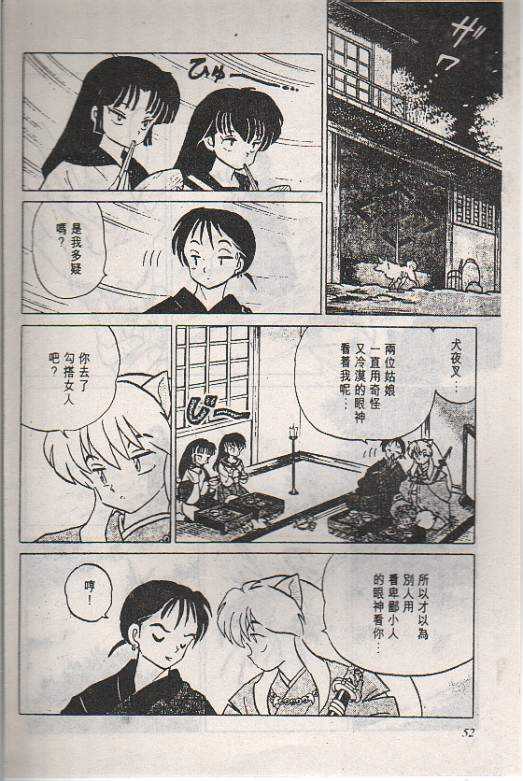 ザワ…
ひゅー〜
是我多疑
嗎？
犬夜叉…
兩位姑娘
一直用奇怪
又冷漠的眼神
看着我呢…
じー〜
你去了
勾搭女人
吧？
所以才以為
別人用
看卑鄙小人
的眼神看你…
哼！
52